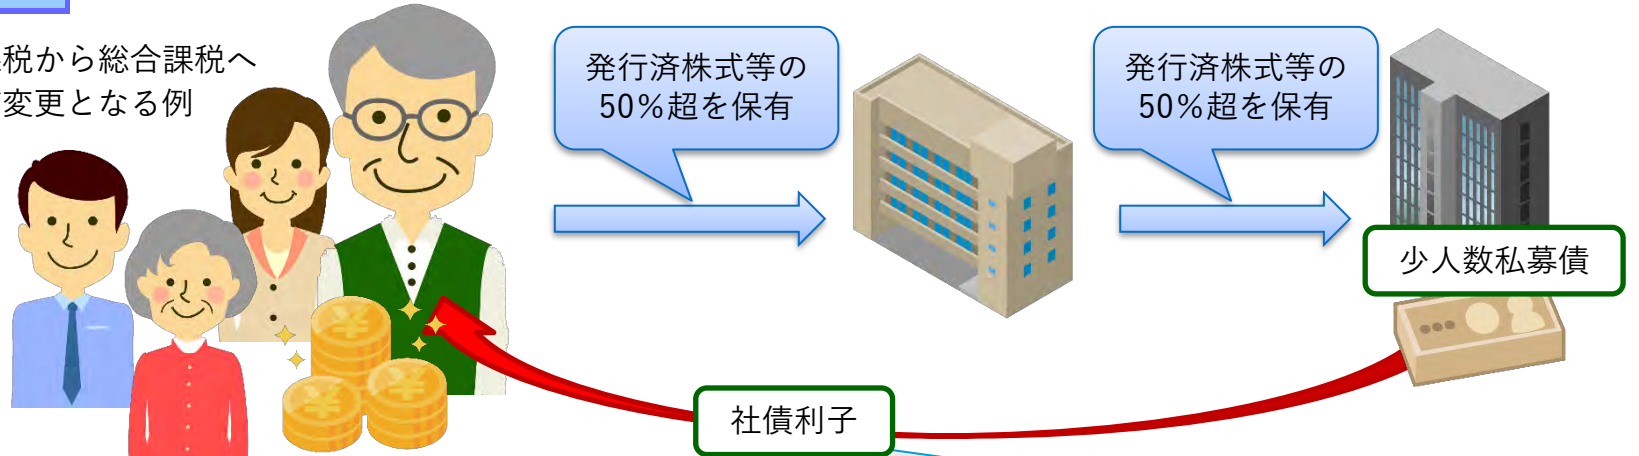 税から総合課税へ
変更となる例
発行済株式等の
50%超を保有
発行済株式等の
50%超を保有
少人数私募債
社債利子